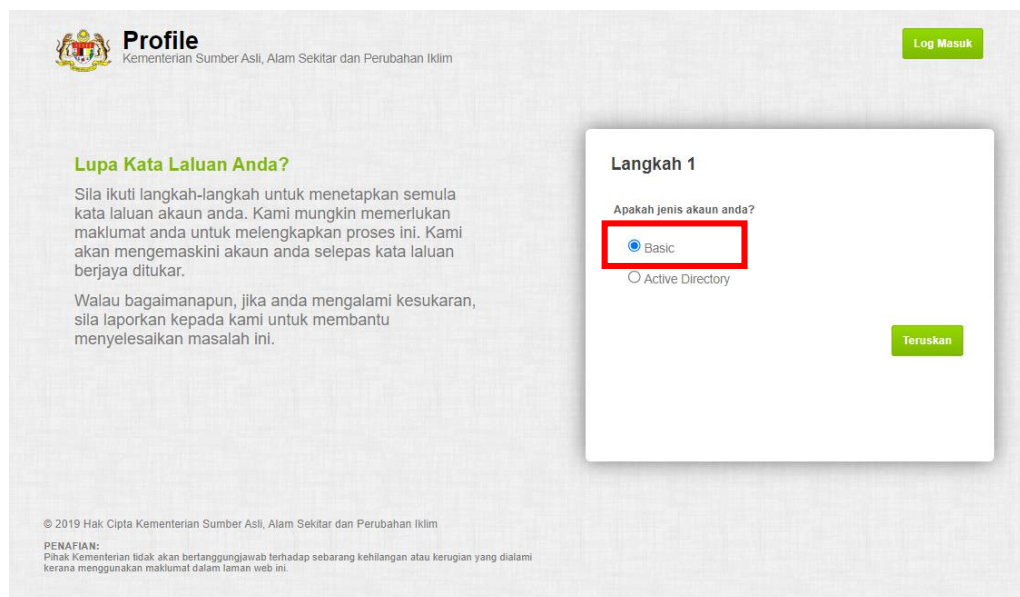 Profile
Kementerian Sumber Asli, Alam Sekitar dan Perubahan Iklim
Log Masuk
Lupa Kata Laluan Anda?
Sila ikuti langkah-langkah untuk menetapkan semula
kata laluan akaun anda. Kami mungkin memerlukan
maklumat anda untuk melengkapkan proses ini. Kami
akan mengemaskini akaun anda selepas kata laluan
berjaya ditukar.
Walau bagaimanapun, jika anda mengalami kesukaran,
sila laporkan kepada kami untuk membantu
menyelesaikan masalah ini.
Langkah 1
Apakah jenis akaun anda?
Basic
Active Directory
Teruskan
© 2019 Hak Cipta Kementerian Sumber Asli, Alam Sekitar dan Perubahan Iklim
PENAFIAN:
Pihak Kementerian tidak akan bertanggungjawab terhadap sebarang kehilangan atau kerugian yang dialami
kerana menggunakan maklumat dalam laman web ini.